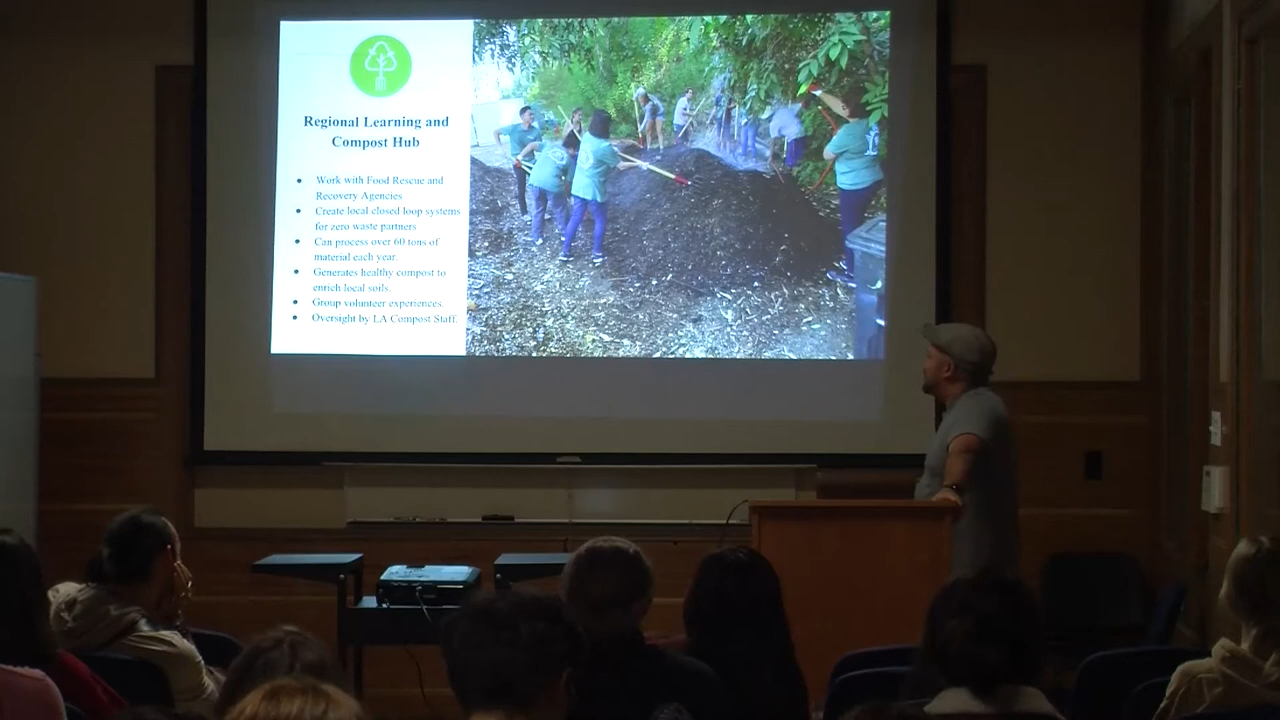 Regional Learning and
Compost Hub
• Work with Food Rescue and
Recovery Agencies
• Create local closed loop systems
for zero waste partners
• Can process over 60 tons of
material each year.
• Generates healthy compost to
enrich local soils.
• Group volunteer experiences.
• Oversight by LA Compost Staff.